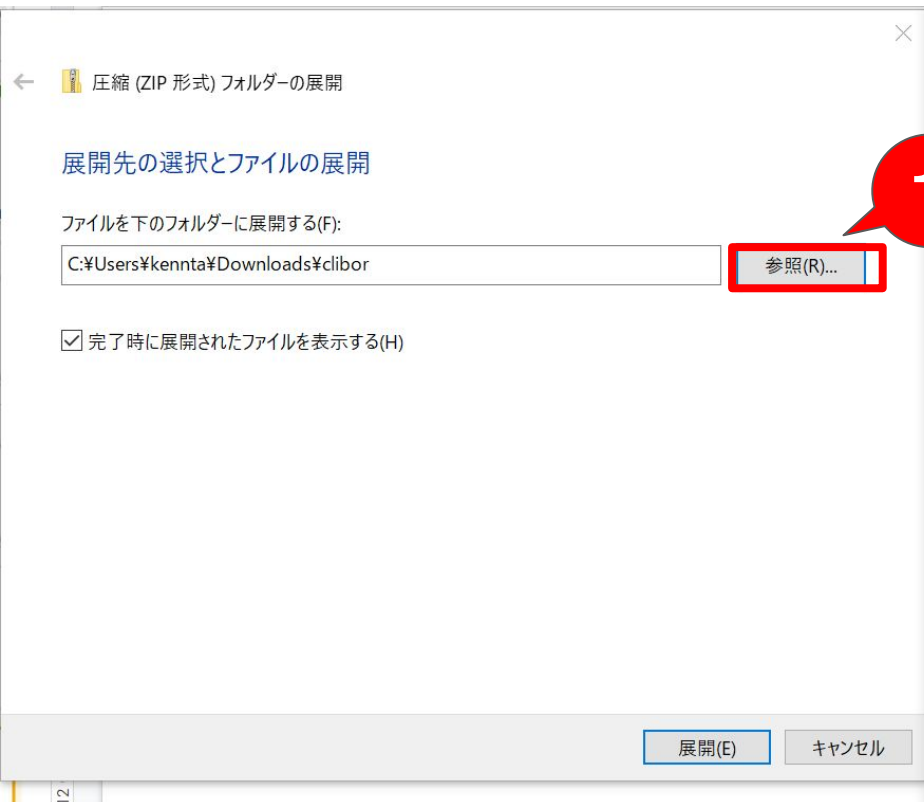 圧縮 (ZIP 形式) フォルダーの展開
展開先の選択とファイルの展開
ファイルを下のフォルダーに展開する(F):
C:¥Users¥kennta¥Downloads¥clibor
参照(R)...
完了時に展開されたファイルを表示する(H)
展開(E)
キャンセル
12